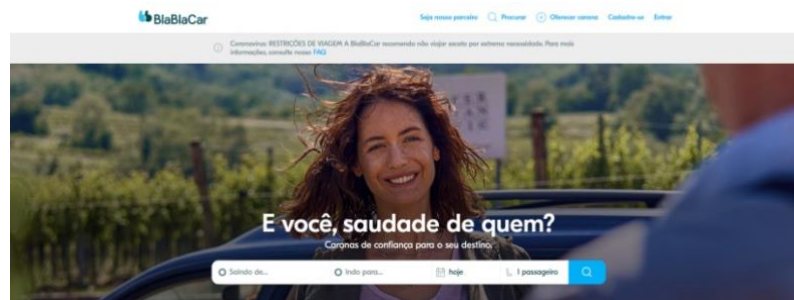 BlaBlaCar
Seja nosso parceiro Procurar Oferecer carona Cadastre-se Entrar
Coronavírus: RESTRIÇÕES DE VIAGEM A BlaBlaCar recomenda não viajar exceto por extrema necessidade. Para mais
informações, consulte nosso FAQ
E você, saudade de quem?
Caronas de confiança para o seu destino.
Saindo de... Indo para... hoje 1 passageiro